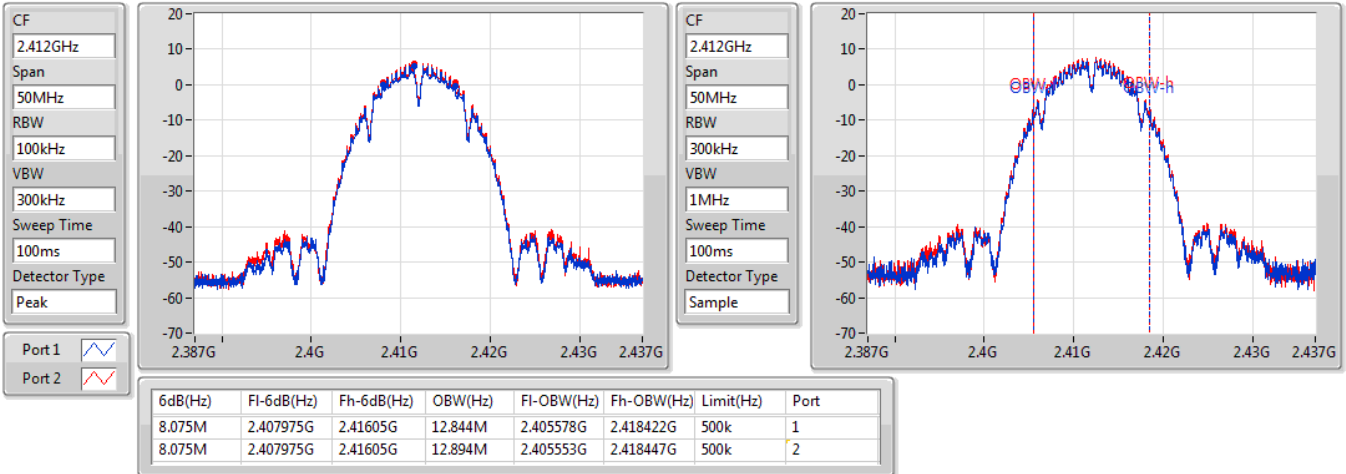 CF
2.412GHz
Span
50MHz
RBW
100kHz
VBW
300kHz
Sweep Time
100ms
Detector Type
Peak
Port 1
Port 2
20
10
0
-10
-20
-30
-40
-50
-60
-70
2.387G 2.4G 2.41G 2.42G 2.43G 2.437G
CF
2.412GHz
Span
50MHz
RBW
300kHz
VBW
1MHz
Sweep Time
100ms
Detector Type
Sample
20
10
0
-10
-20
-30
-40
-50
-60
-70
OBW-h
2.387G 2.4G 2.41G 2.42G 2.43G 2.437G
6dB(Hz) Fl-6dB(Hz) Fh-6dB(Hz) OBW(Hz) Fl-OBW(Hz) Fh-OBW(Hz) Limit(Hz) Port
8.075M 2.407975G 2.41605G 12.844M 2.405578G 2.418422G 500k 1
8.075M 2.407975G 2.41605G 12.894M 2.405553G 2.418447G 500k 2